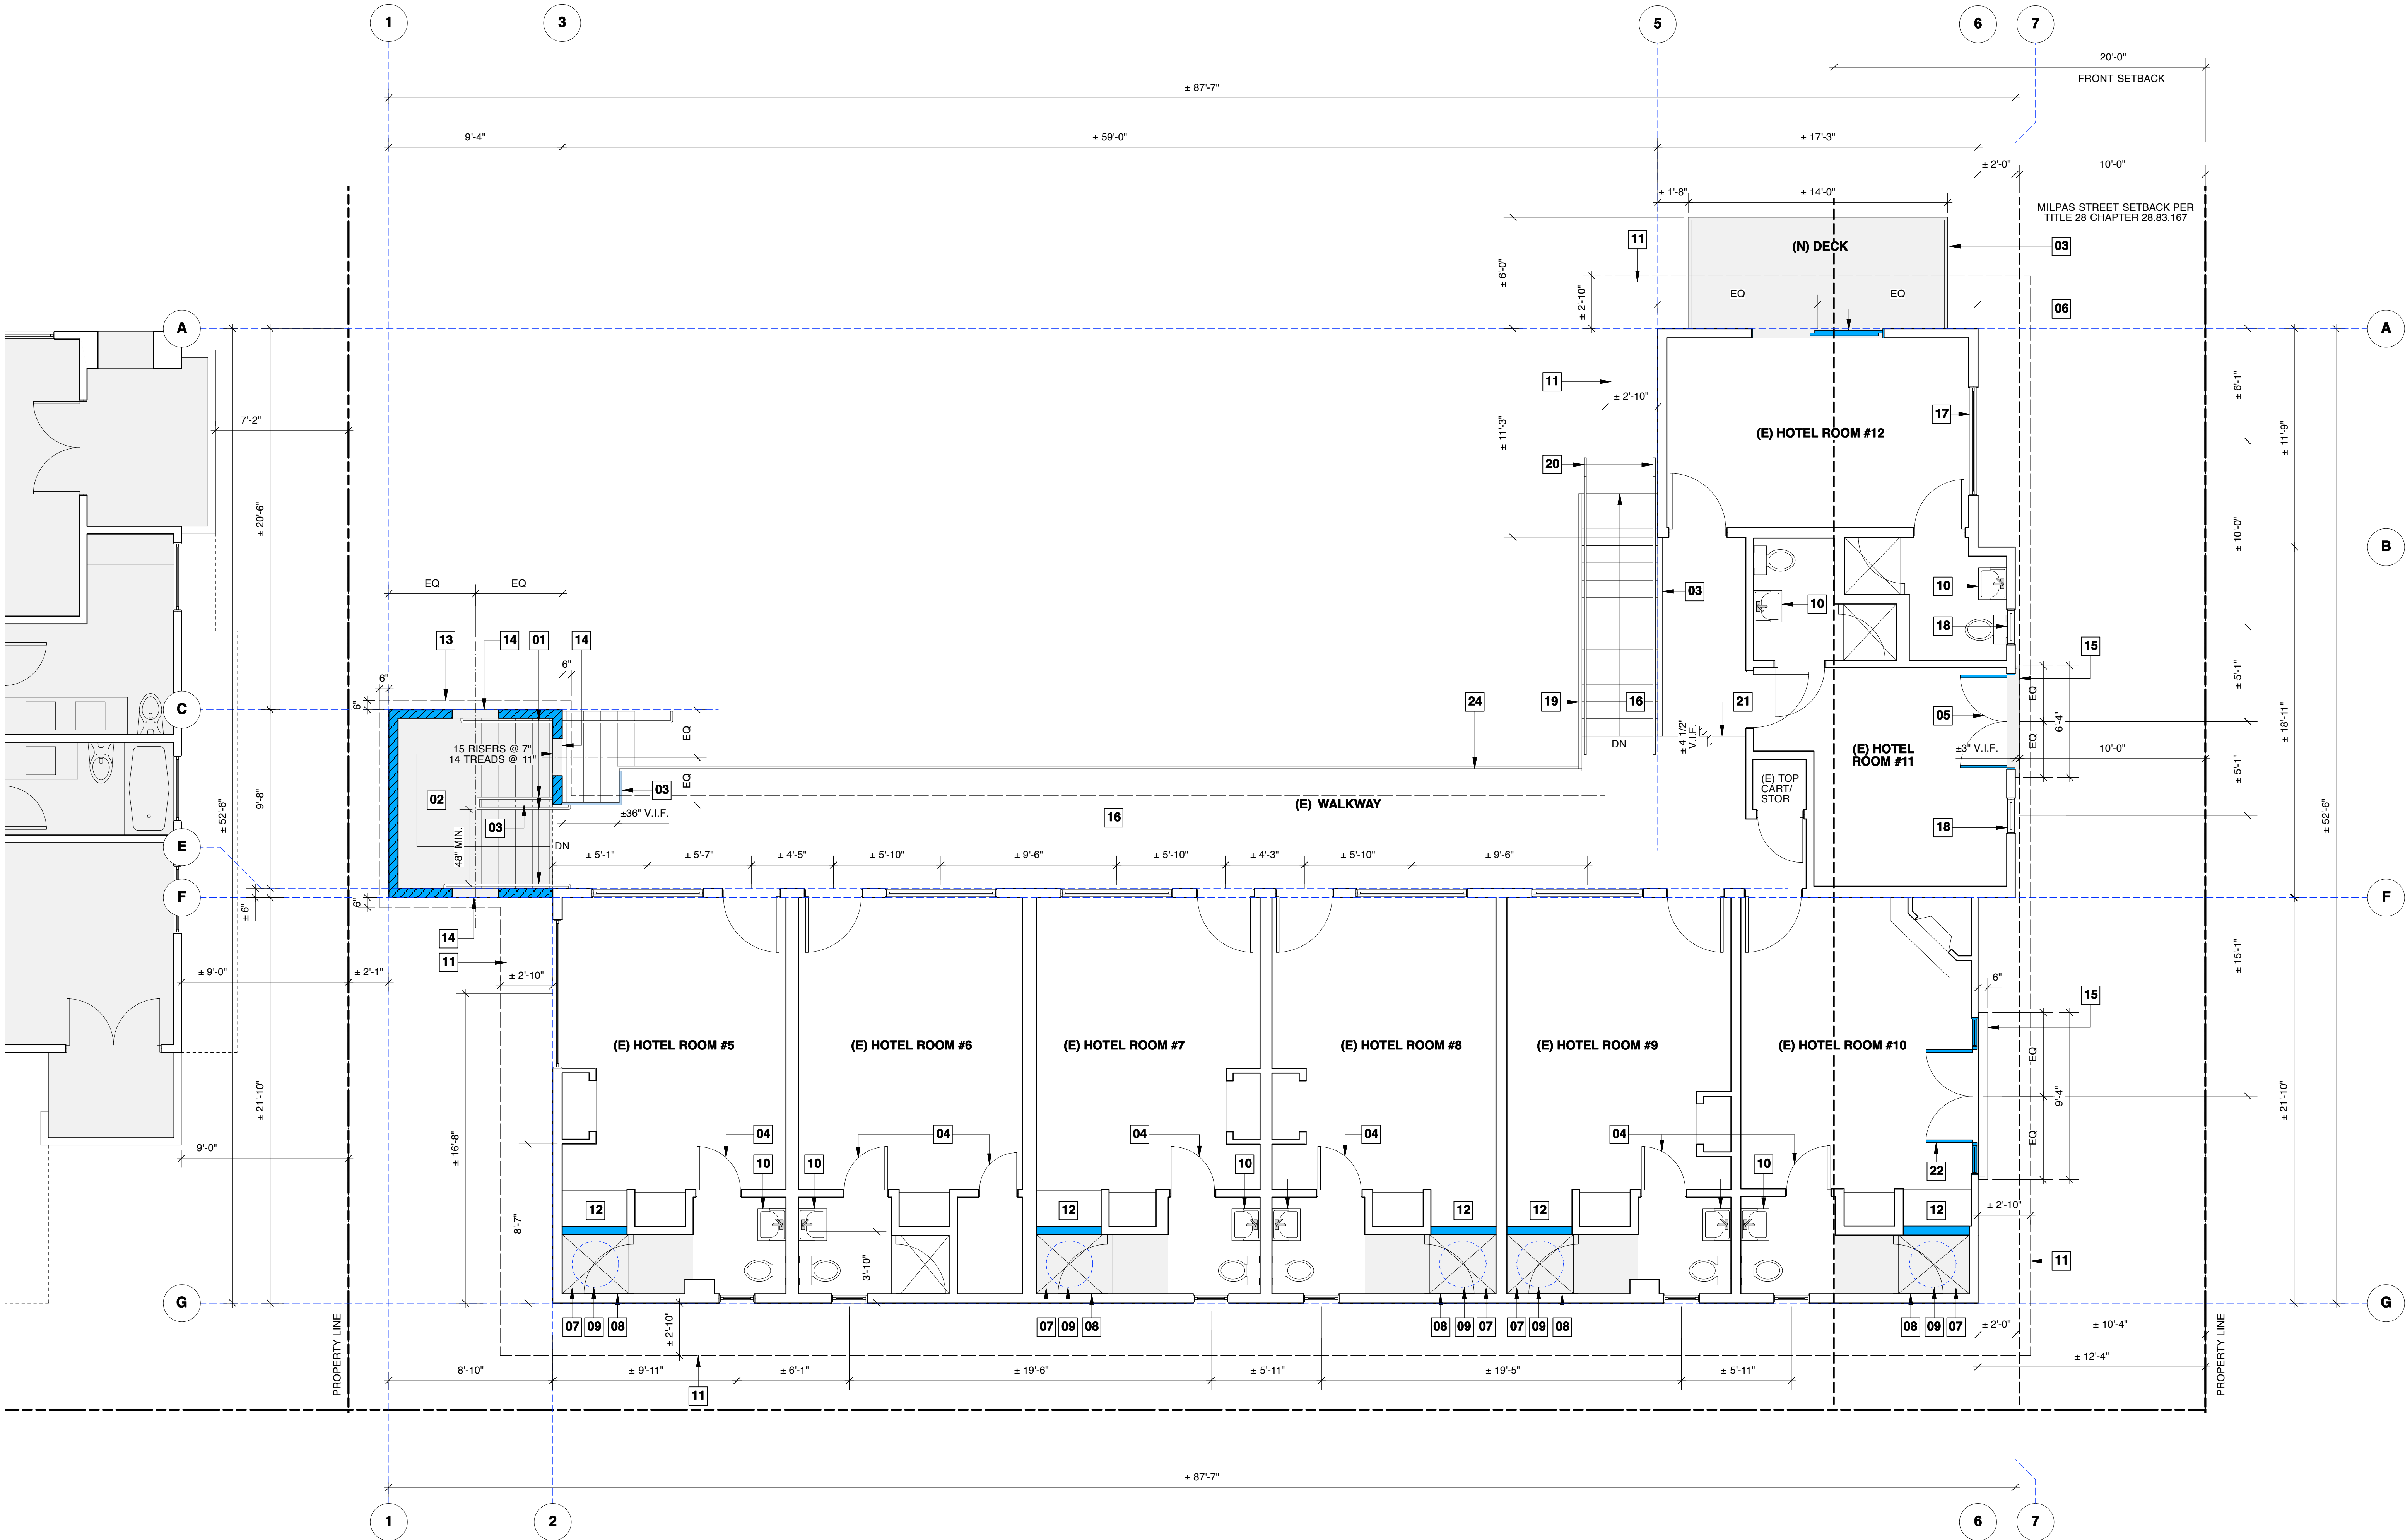 1
3
5
6
7
20'-0"
FRONT SETBACK
± 87'-7"
9'-4"
± 59'-0"
± 17'-3"
± 2'-0"
10'-0"
± 1'-8"
± 14'-0"
MILPAS STREET SETBACK PER
TITLE 28 CHAPTER 28.83.167
11
(N) DECK
03
± 6'-0"
± 2'-10"
EQ
EQ
06
A
A
11
± 2'-10"
17
± 6'-1"
± 11'-9"
7'-2"
± 11'-3"
(E) HOTEL ROOM #12
20
± 20'-6"
± 10'-0"
B
EQ
EQ
03
10
10
18
13
14
01
14
15
6"
6"
6"
C
24
19
16
21
05
EQ
± 5'-1"
6'-4"
EQ
15 RISERS @ 7"
14 TREADS @ 11"
EQ
EQ
DN
± 4 1/2"
V.I.F.
(E) HOTEL
ROOM #11
±3" V.I.F.
10'-0"
± 18'-11"
± 5'-1"
02
03
(E) TOP
CART/
STOR
± 52'-6"
9'-8"
03
±36" V.I.F.
(E) WALKWAY
16
18
± 52'-6"
48" MIN.
DN
E
± 5'-1"
± 5'-7"
± 4'-5"
± 5'-10"
± 9'-6"
± 5'-10"
± 4'-3"
± 5'-10"
± 9'-6"
F
F
± 6"
6"
14
11
± 9'-0"
± 2'-1"
± 2'-10"
± 15'-1"
6"
15
(E) HOTEL ROOM #5
(E) HOTEL ROOM #6
(E) HOTEL ROOM #7
(E) HOTEL ROOM #8
(E) HOTEL ROOM #9
(E) HOTEL ROOM #10
EQ
9'-4"
EQ
± 21'-10"
± 21'-10"
± 16'-8"
9'-0"
04
04
04
04
04
10
10
10
10
22
8'-7"
12
12
12
12
12
± 2'-10"
3'-10"
11
G
G
07
09
08
07
09
08
08
09
07
07
09
08
08
09
07
± 2'-10"
± 2'-0"
± 10'-4"
± 12'-4"
PROPERTY LINE
PROPERTY LINE
8'-10"
± 9'-11"
± 6'-1"
± 19'-6"
± 5'-11"
± 19'-5"
± 5'-11"
11
± 87'-7"
1
2
6
7